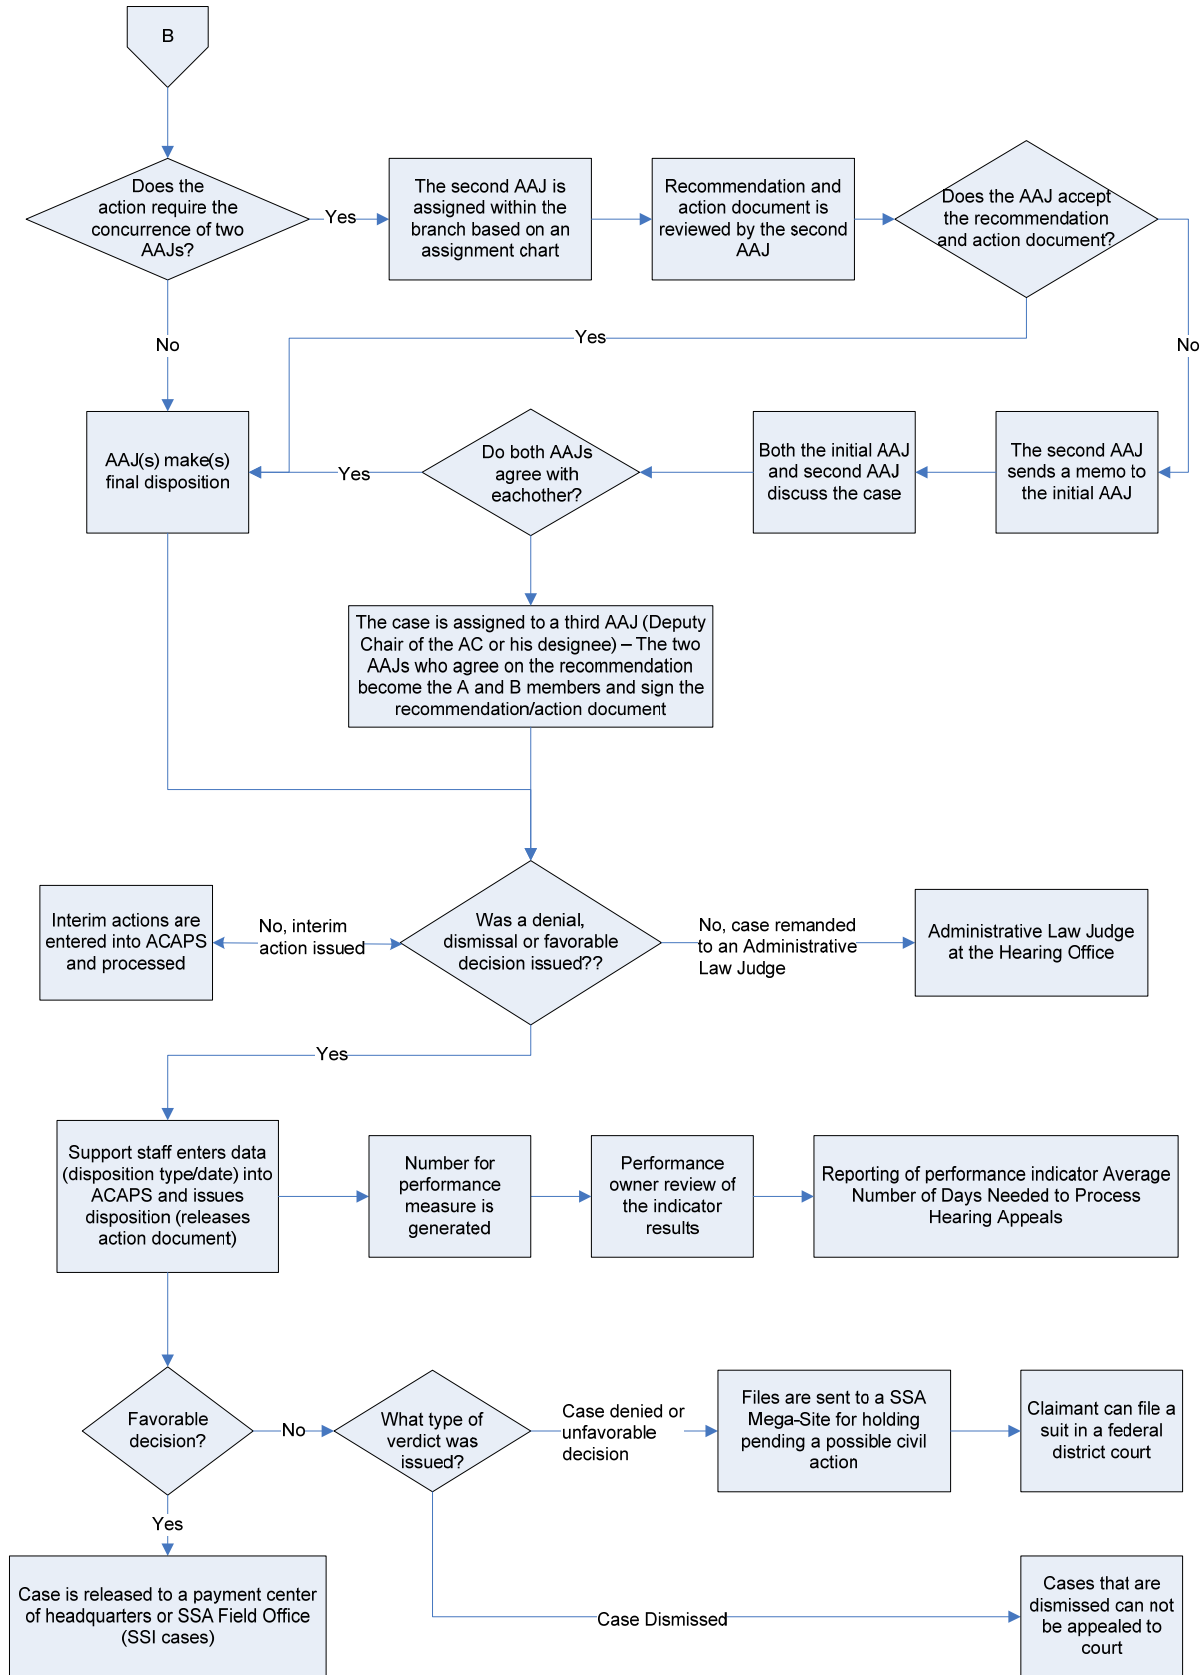 B
Does the
action require the
concurrence of two
AAJs?
Yes
The second AAJ is
assigned within the
branch based on an
assignment chart
Recommendation and
action document is
reviewed by the second
AAJ
Does the AAJ accept
the recommendation
and action document?
No
Yes
No
AAJ(s) make(s)
final disposition
Yes
Do both AAJs
agree with
eachother?
Both the initial AAJ
and second AAJ
discuss the case
The second AAJ
sends a memo to
the initial AAJ
The case is assigned to a third AAJ (Deputy
Chair of the AC or his designee) – The two
AAJs who agree on the recommendation
become the A and B members and sign the
recommendation/action document
Interim actions are
entered into ACAPS
and processed
No, interim
action issued
Was a denial,
dismissal or favorable
decision issued??
No, case remanded
to an Administrative
Law Judge
Administrative Law Judge
at the Hearing Office
Yes
Support staff enters data
(disposition type/date) into
ACAPS and issues
disposition (releases
action document)
Number for
performance
measure is
generated
Performance
owner review of
the indicator
results
Reporting of performance indicator Average
Number of Days Needed to Process
Hearing Appeals
Favorable
decision?
No
What type of
verdict was
issued?
Case denied or
unfavorable
decision
Files are sent to a SSA
Mega-Site for holding
pending a possible civil
action
Claimant can file a
suit in a federal
district court
Yes
Case is released to a payment center
of headquarters or SSA Field Office
(SSI cases)
Case Dismissed
Cases that are
dismissed can not
be appealed to
court